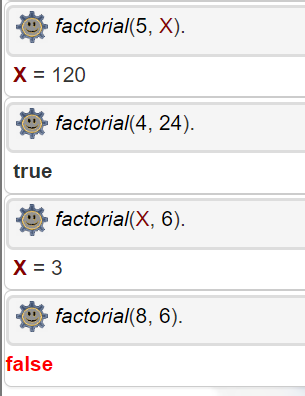 factorial(5, X).
X = 120
factorial(4, 24).
true
factorial(X, 6).
X = 3
factorial(8, 6).
false